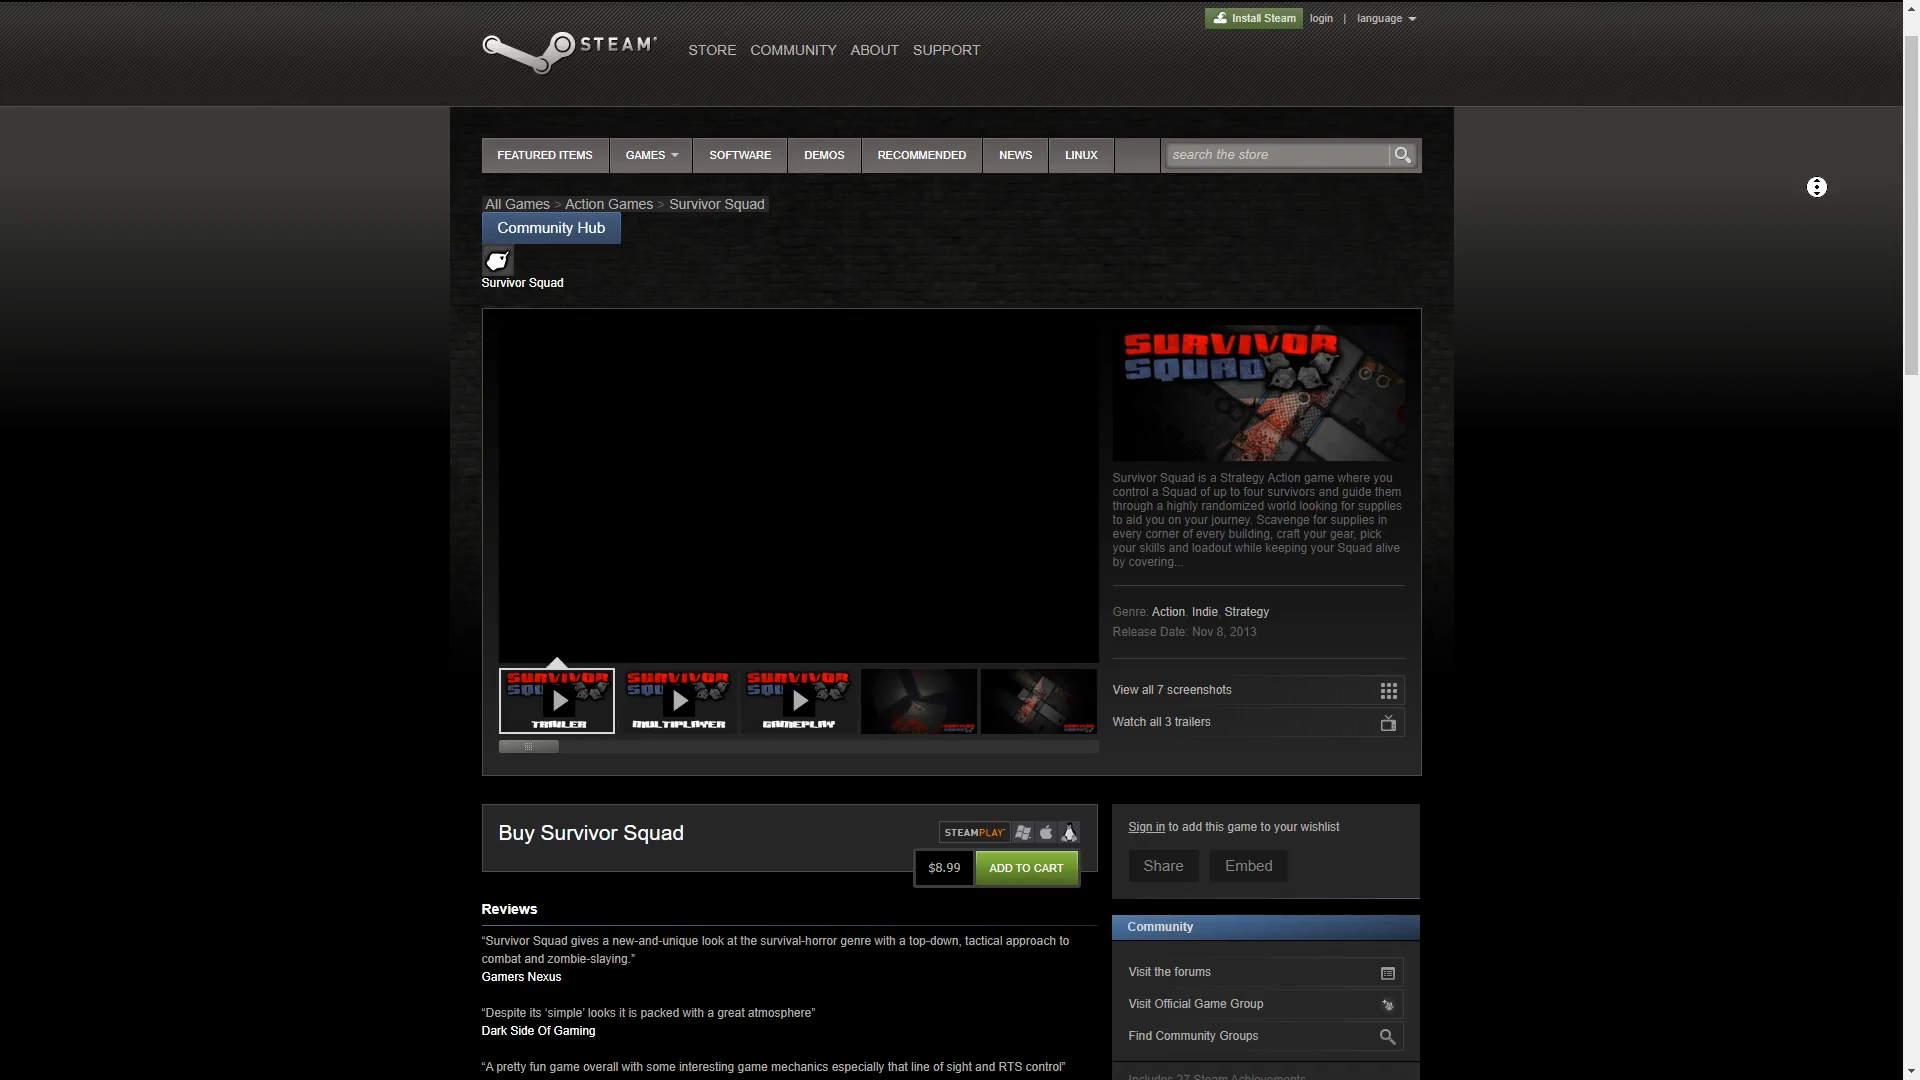 Install Steam login | language
STEAM
STORE COMMUNITY ABOUT SUPPORT
FEATURED ITEMS GAMES SOFTWARE DEMOS RECOMMENDED NEWS LINUX search the store
All Games > Action Games > Survivor Squad
Community Hub
Survivor Squad
SURVIVOR
SQUAD
Survivor Squad is a Strategy Action game where you
control a Squad of up to four survivors and guide them
through a highly randomized world looking for supplies
to aid you on your journey. Scavenge for supplies in
every corner of every building, craft your gear, pick
your skills and loadout while keeping your Squad alive
by covering...
Genre: Action, Indie, Strategy
Release Date: Nov 8, 2013
SURVIVOR SURVIVOR SURVIVOR
TRAILER MULTIPLAYER GAMEPLAY
View all 7 screenshots
Watch all 3 trailers
Buy Survivor Squad
STEAMPLAY
$8.99 ADD TO CART
Sign in to add this game to your wishlist
Share Embed
Reviews
“Survivor Squad gives a new-and-unique look at the survival-horror genre with a top-down, tactical approach to
combat and zombie-slaying.”
Gamers Nexus
“Despite its ‘simple’ looks it is packed with a great atmosphere”
Dark Side Of Gaming
“A pretty fun game overall with some interesting game mechanics especially that line of sight and RTS control”
Community
Visit the forums
Visit Official Game Group
Find Community Groups
Includes 27 Steam Achievements